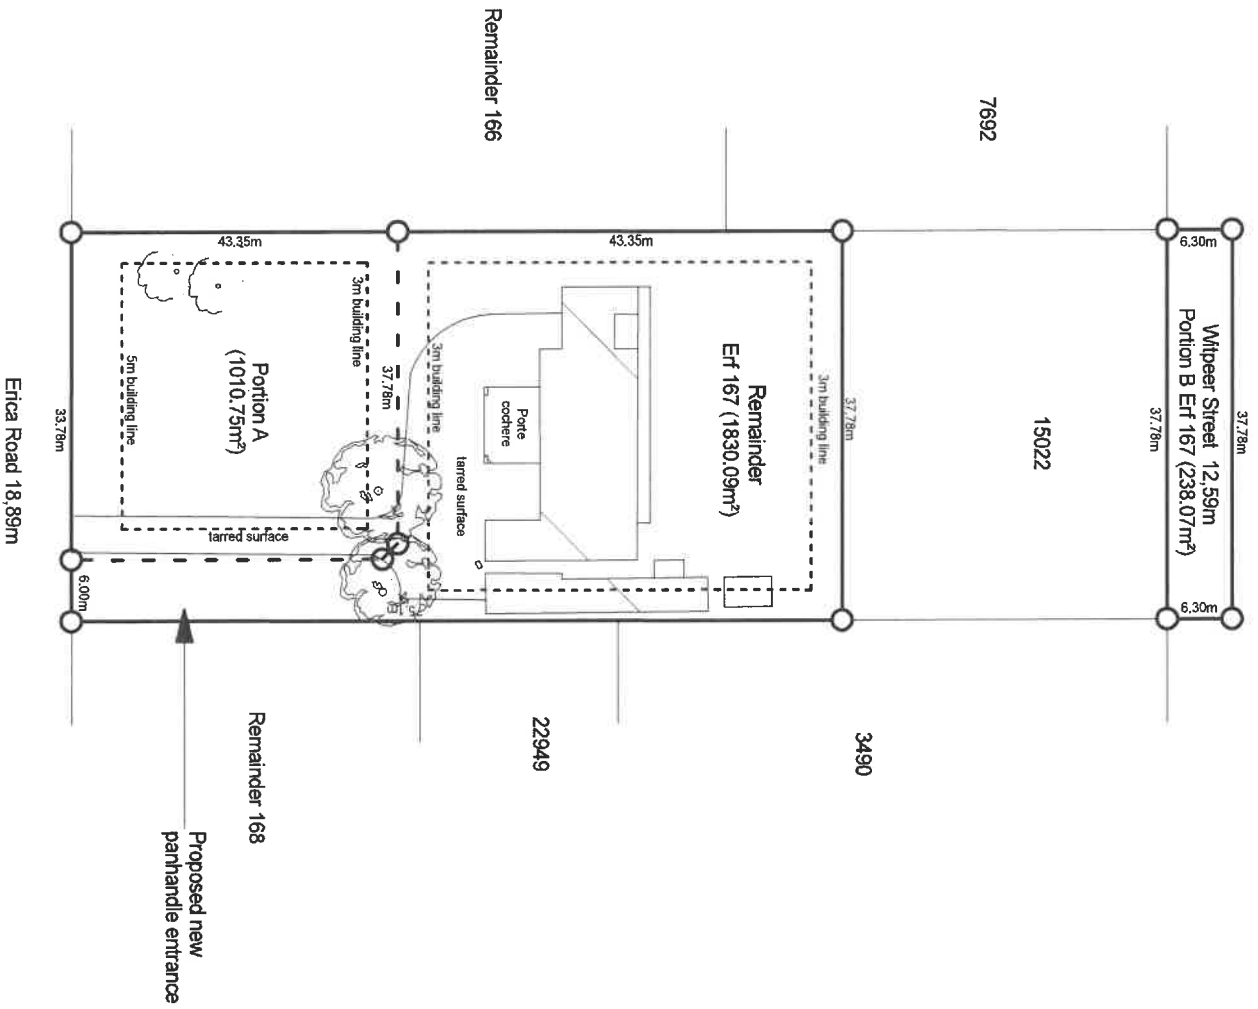 Witpeer Street 12,59m
Portion B Erf 167 (238.07m²)
37.78m
37.78m
6.30m
6.30m
7692
15022
3490
Remainder 166
37.78m
3m building line
Remainder
Erf 167 (1830.09m²)
43.35m
Porte
cochere
tarred surface
3m building line
22949
37.78m
3m building line
43.35m
Portion A
(1010.75m²)
tarred surface
5m building line
33.78m
6.00m
Remainder 168
Proposed new
panhandle entrance
Erica Road 18,89m